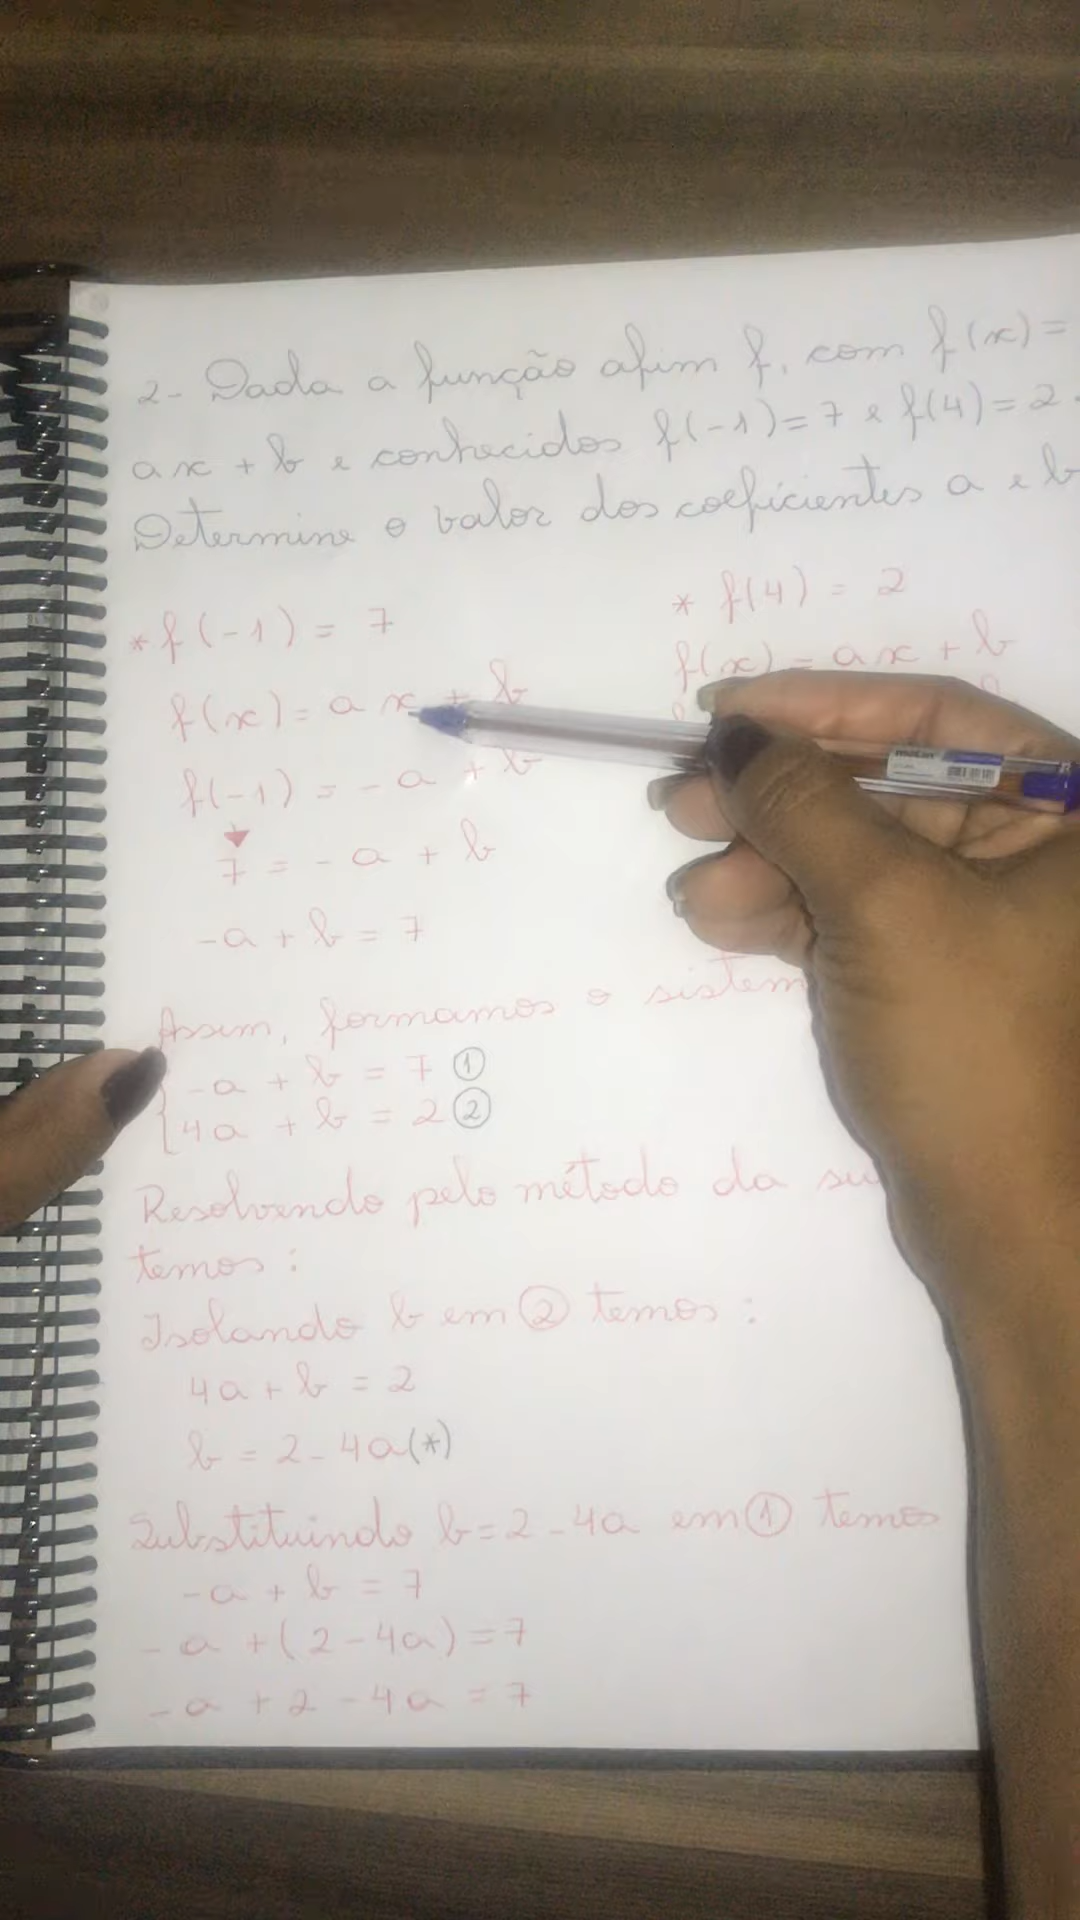 2- Dada a função afim f, com f(x)=
ax + b e conhecidos f(-1)=7 e f(4)=2.
Determine o valor dos coeficientes a e b
* f(-1) = 7
f(x) = ax + b
f(-1) = -a + b
7 = -a + b
-a + b = 7
* f(4) = 2
f(x) = ax + b
Assim, formamos o
-a + b = 7 ①
4a + b = 2 ②
Resolvendo pelo método da
temos:
Isolando b em ② temos:
4a + b = 2
b = 2 - 4a (*)
Substituindo b=2-4a em ① temos
-a + b = 7
-a + (2-4a) = 7
-a + 2 - 4a = 7